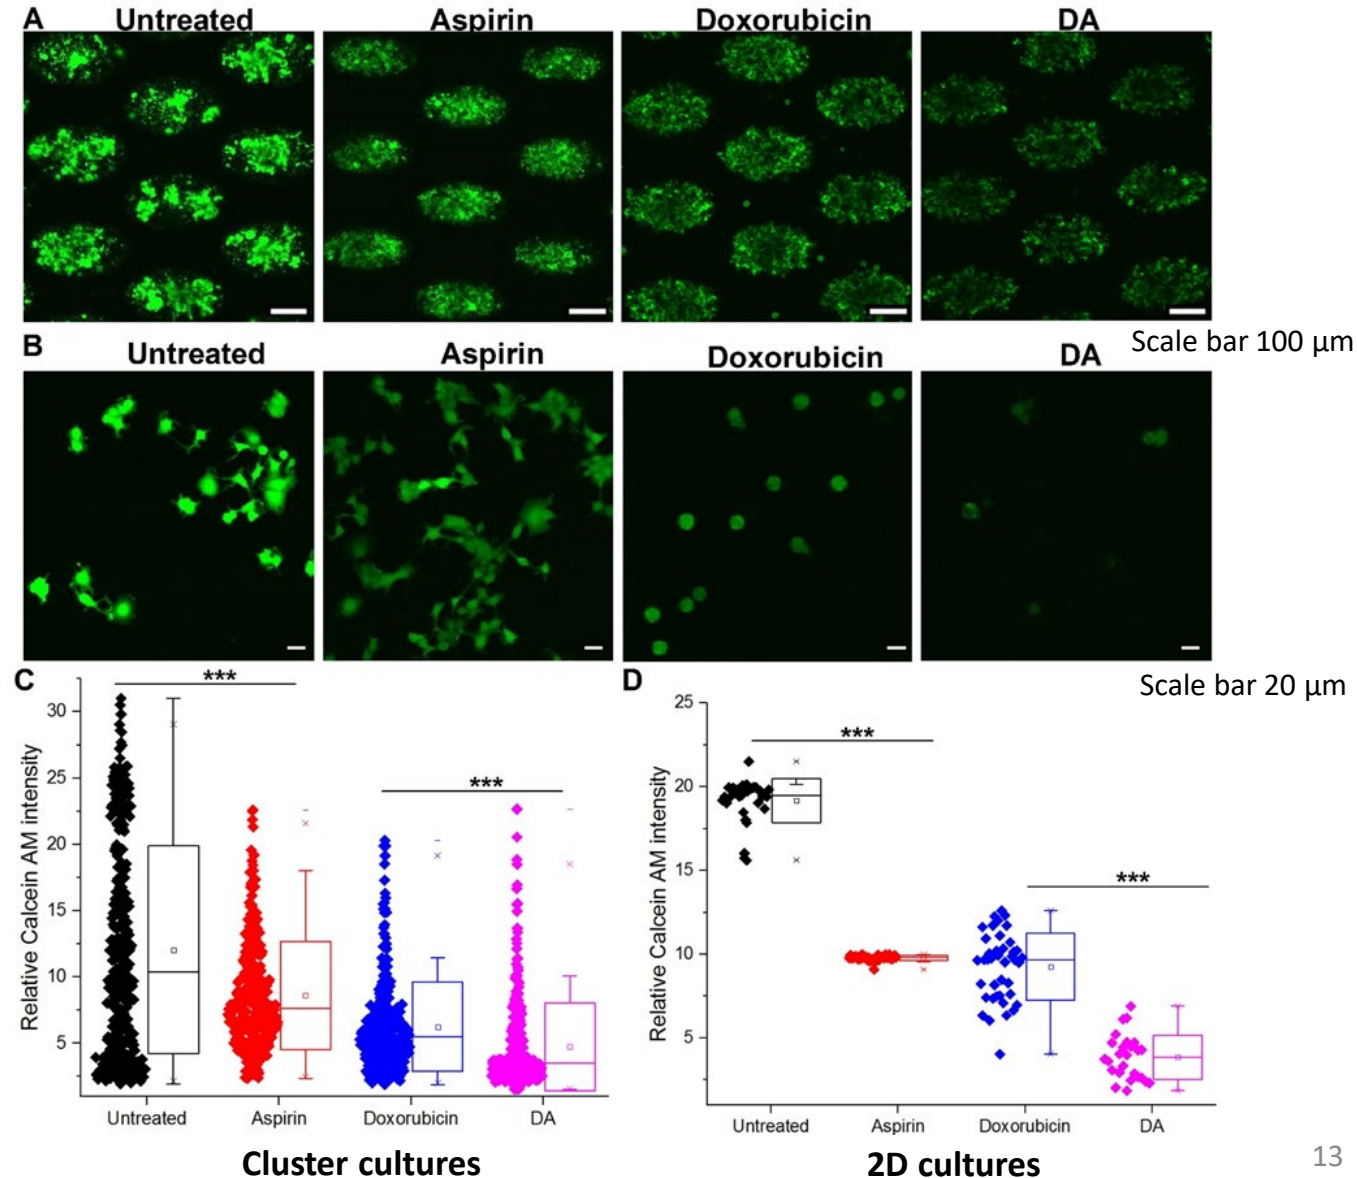 A
Untreated
Aspirin
Doxorubicin
DA
Scale bar 100 µm
B
Untreated
Aspirin
Doxorubicin
DA
Scale bar 20 µm
C
***
***
Relative Calcein AM intensity
30
25
20
15
10
5
Untreated
Aspirin
Doxorubicin
DA
Cluster cultures
D
***
***
Relative Calcein AM intensity
25
20
15
10
5
Untreated
Aspirin
Doxorubicin
DA
2D cultures
13